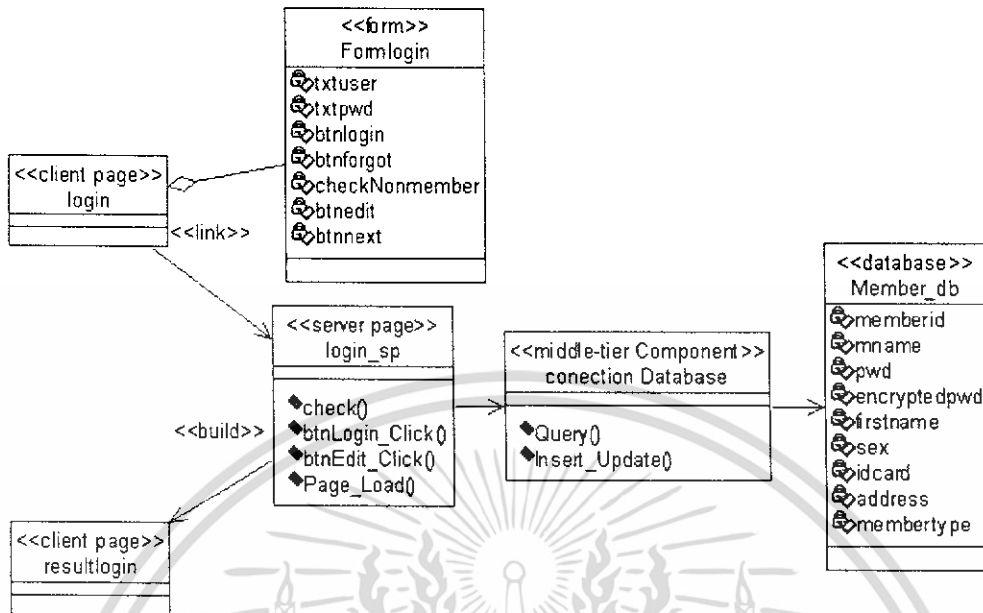 <<form>>
Formlogin
txtuser
txtpwd
btnlogin
btnforgot
checkNonmember
btnedit
btnnext
<<client page>>
login
<<link>>
<<server page>>
login_sp
check()
btnLogin_Click()
btnEdit_Click()
Page_Load()
<<build>>
<<middle-tier Component>>
conection Database
Query()
Insert_Update()
<<database>>
Member_db
memberid
mname
pwd
encryptedpwd
firstname
sex
idcard
address
membertype
<<client page>>
resultlogin